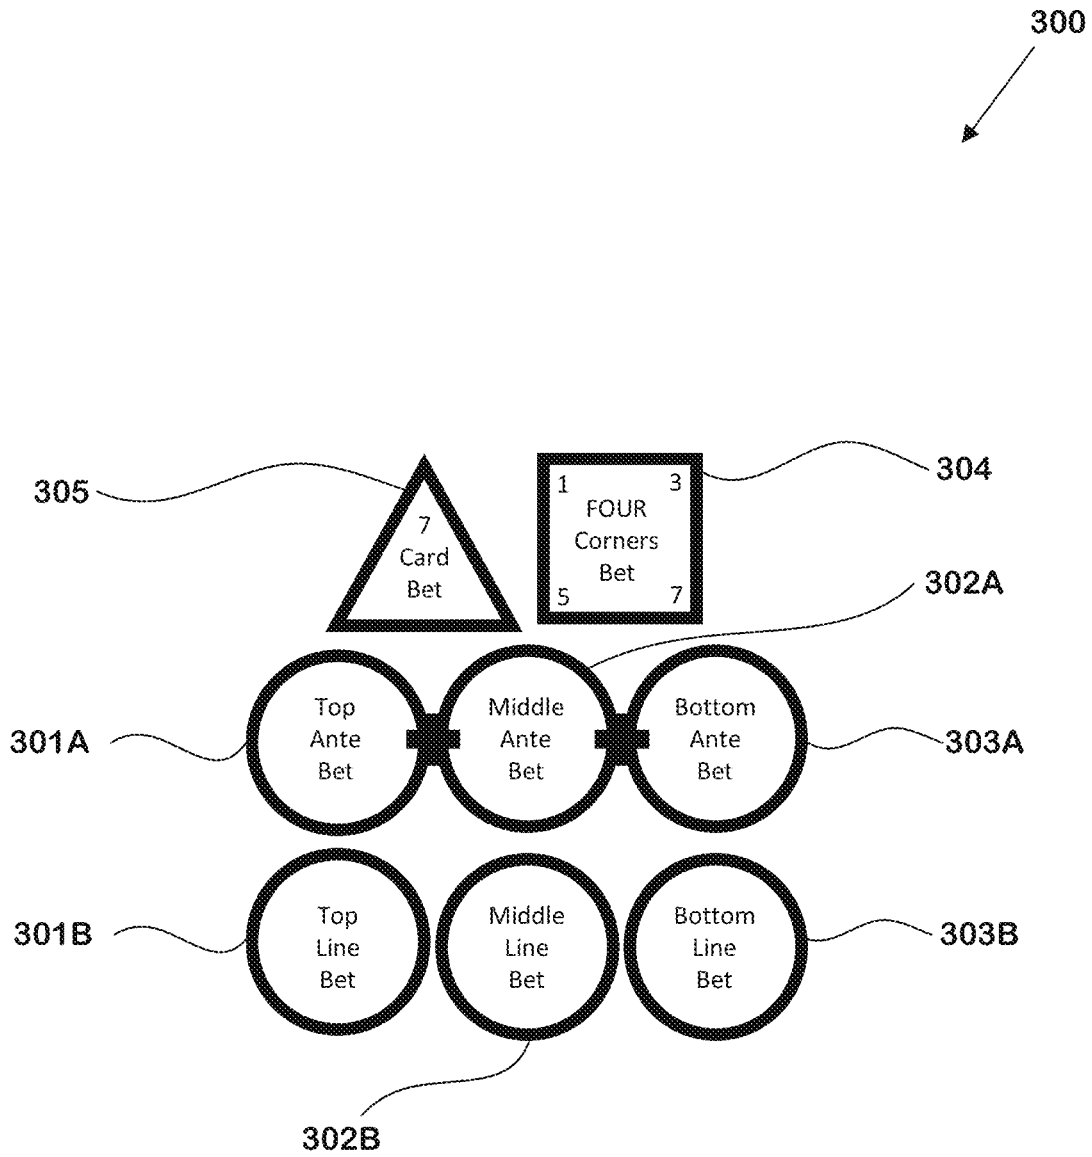 300
305
304
7
Card
Bet
1 3
FOUR
Corners
Bet
5 7
302A
301A
Top
Ante
Bet
Middle
Ante
Bet
Bottom
Ante
Bet
303A
301B
Top
Line
Bet
Middle
Line
Bet
Bottom
Line
Bet
303B
302B